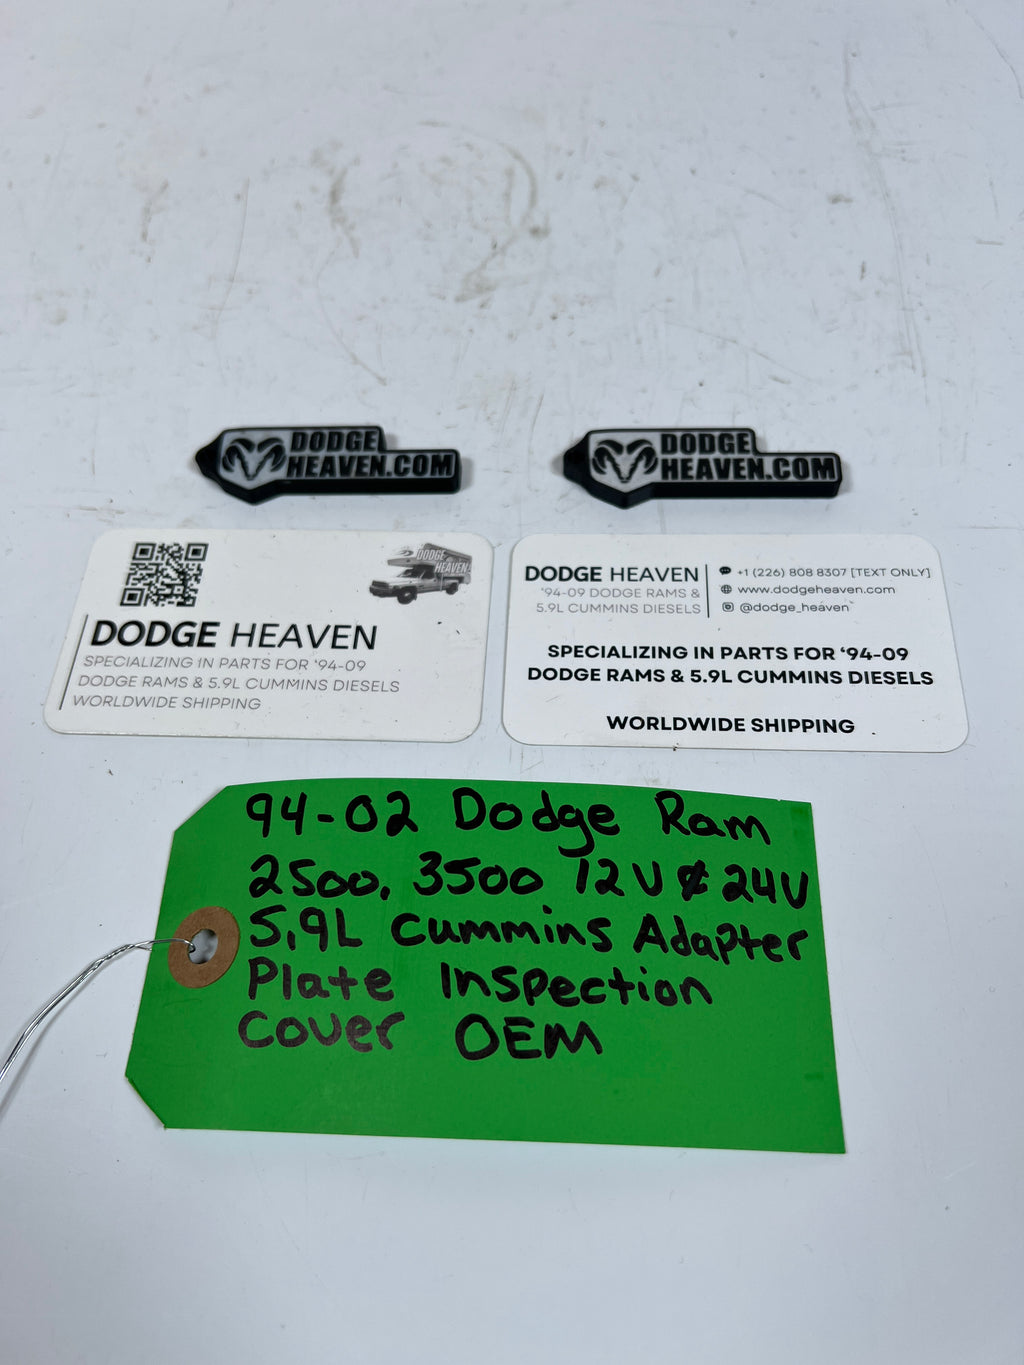 DODGE
HEAVEN.COM
DODGE
HEAVEN.COM
DODGE
HEAVEN
DODGE HEAVEN
SPECIALIZING IN PARTS FOR ‘94-09
DODGE RAMS & 5.9L CUMMINS DIESELS
WORLDWIDE SHIPPING
DODGE HEAVEN
‘94-09 DODGE RAMS &
5.9L CUMMINS DIESELS
+1 (226) 808 8307 [TEXT ONLY]
www.dodgeheaven.com
@dodge_heaven
SPECIALIZING IN PARTS FOR ‘94-09
DODGE RAMS & 5.9L CUMMINS DIESELS
WORLDWIDE SHIPPING
94-02 Dodge Ram
2500, 3500 12V & 24V
5.9L Cummins Adapter
Plate Inspection
Cover OEM